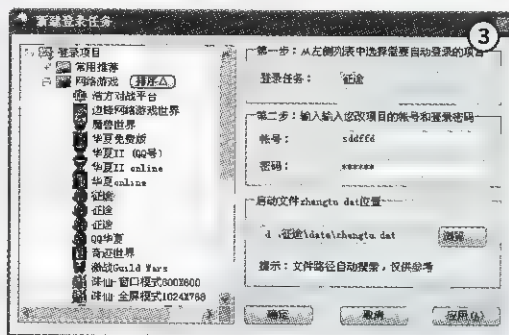 新建登录任务
③
登录项目
常用推荐
网络游戏 (排序△)
浩方对战平台
边锋网络游戏世界
魔兽世界
华夏免费版
华夏II (QQ号)
华夏II online
华夏online
征途
征途
征途
QQ华夏
奇迹世界
激战Guild Wars
诛仙-窗口模式800X600
诛仙-全屏模式1024X768
第一步：从左侧列表中选择需要自动登录的项目
登录任务： 征途
第二步：输入输入您改项目的帐号和登录密码
帐号： sddffd
密码： ******
启动文件zhangtu dat位置
d .征途\data\zhangtu dat 浏览
提示：文件路径自动搜索，仅供参考
确定 取消 应用(A)